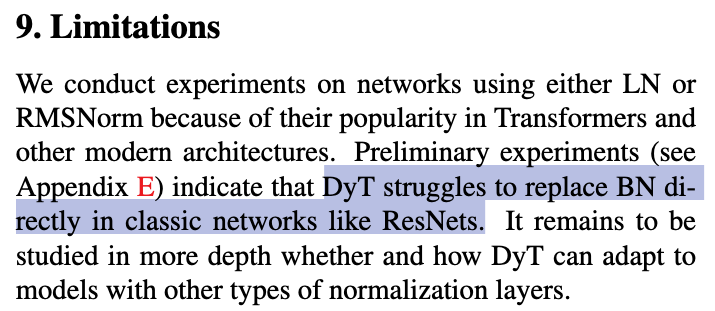 9. Limitations
We conduct experiments on networks using either LN or
RMSNorm because of their popularity in Transformers and
other modern architectures. Preliminary experiments (see
Appendix E) indicate that DyT struggles to replace BN di-
rectly in classic networks like ResNets. It remains to be
studied in more depth whether and how DyT can adapt to
models with other types of normalization layers.